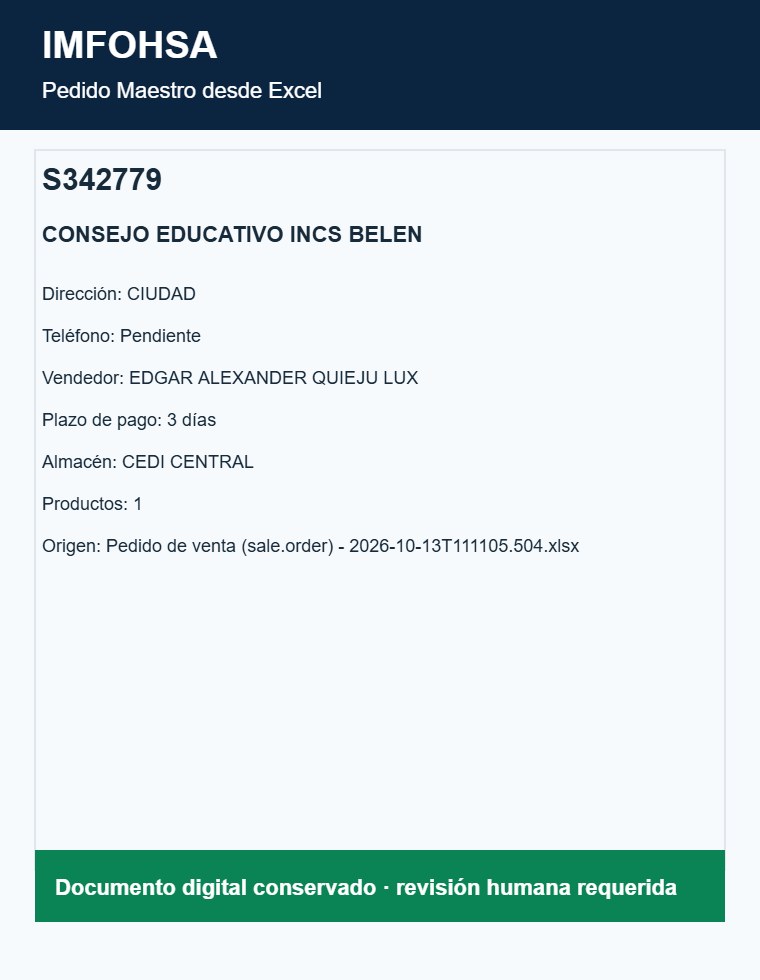 IMFOHSA
Pedido Maestro desde Excel
S342779
CONSEJO EDUCATIVO INCS BELEN
Dirección: CIUDAD
Teléfono: Pendiente
Vendedor: EDGAR ALEXANDER QUIEJU LUX
Plazo de pago: 3 días
Almacén: CEDI CENTRAL
Productos: 1
Origen: Pedido de venta (sale.order) - 2026-10-13T111105.504.xlsx
Documento digital conservado · revisión humana requerida